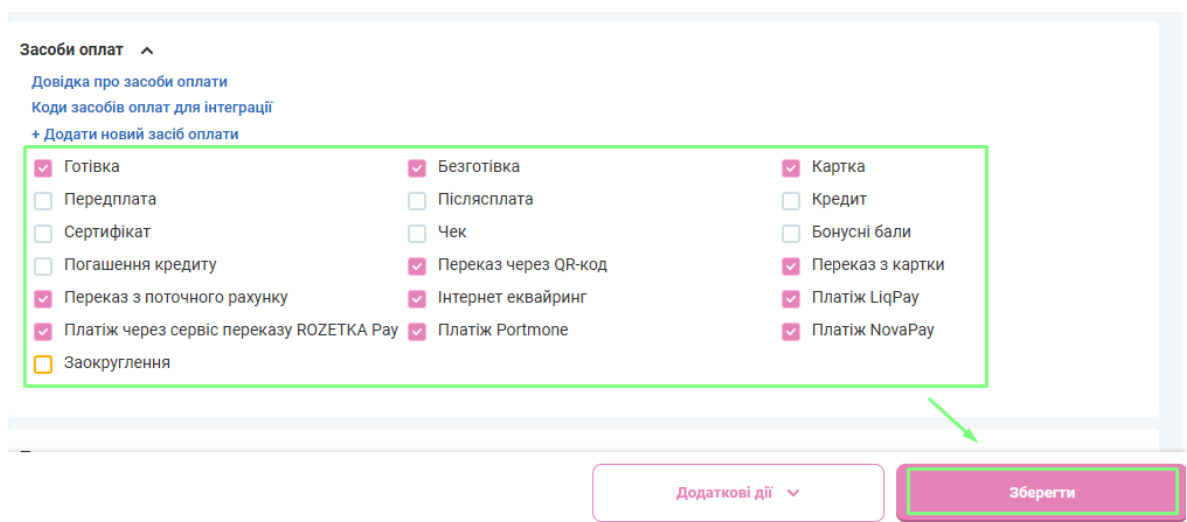 Засоби оплат
Довідка про засоби оплати
Коди засобів оплат для інтеграції
+ Додати новий засіб оплати
Готівка Безготівка Картка
Передплата Післясплата Кредит
Сертифікат Чек Бонусні бали
Погашення кредиту Переказ через QR-код Переказ з картки
Переказ з поточного рахунку Інтернет еквайринг Платіж LiqPay
Платіж через сервіс переказу ROZETKA Pay Платіж Portmone Платіж NovaPay
Заокруглення
Додаткові дії Зберегти